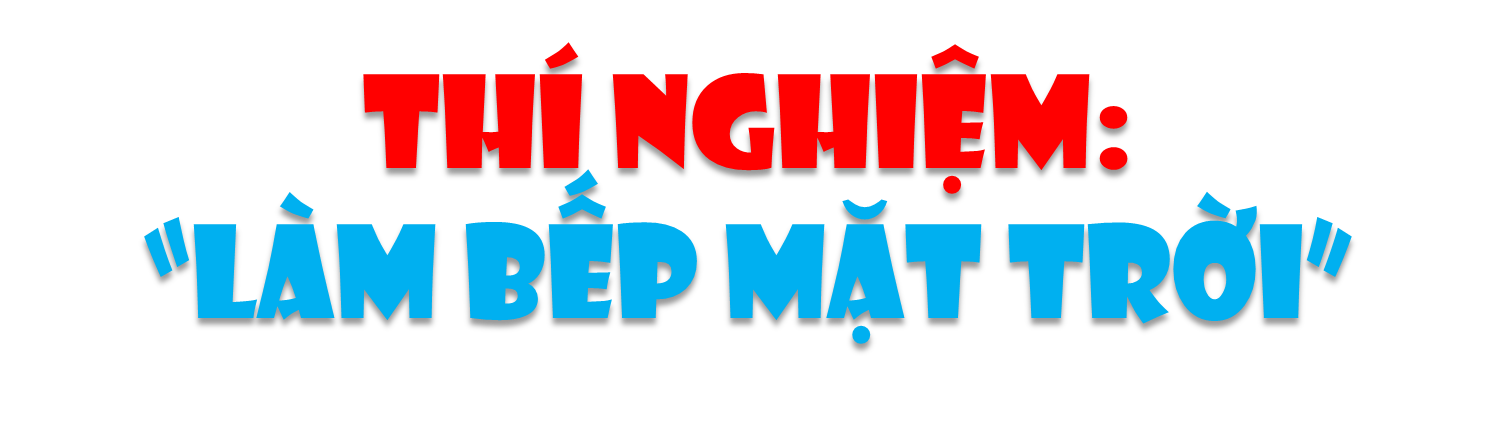 THÍ NGHIỆM:
"LÀM BẾP MẶT TRỜI"